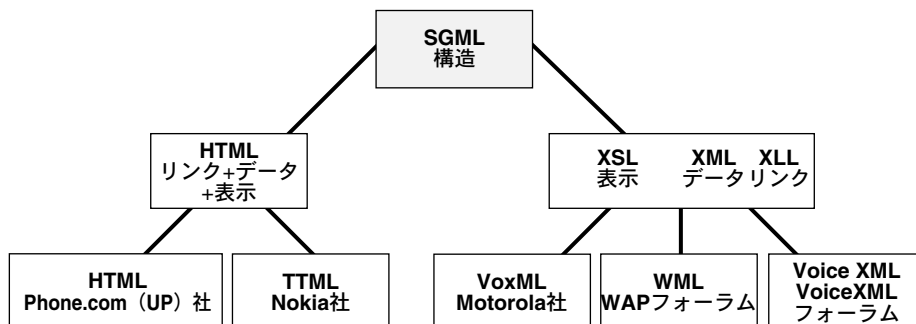 SGML
構造
HTML
リンク+データ
+表示
XSL XML XLL
表示 データ リンク
HTML
Phone.com（UP）社
TTML
Nokia社
VoxML
Motorola社
WML
WAPフォーラム
Voice XML
VoiceXML
フォーラム